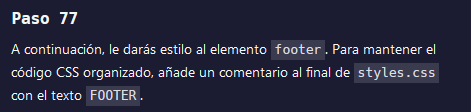 Paso 77
A continuación, le darás estilo al elemento footer. Para mantener el
código CSS organizado, añade un comentario al final de styles.css
con el texto FOOTER.